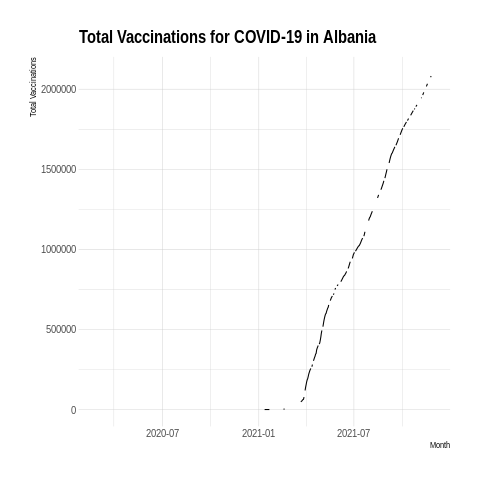 Total Vaccinations for COVID-19 in Albania
Total Vaccinations
2000000
1500000
1000000
500000
0
2020-07
2021-01
2021-07
Month